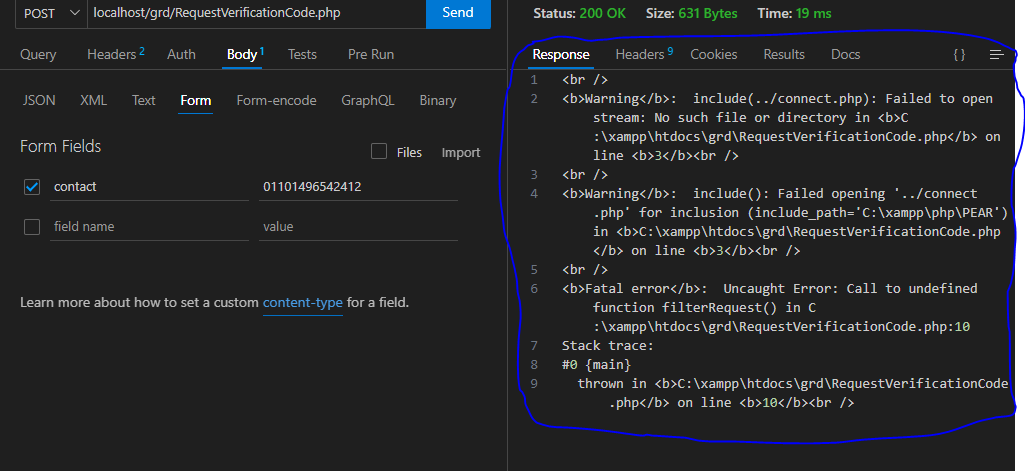 POST localhost/grd/RequestVerificationCode.php Send
Query Headers 2 Auth Body 1 Tests Pre Run
JSON XML Text Form Form-encode GraphQL Binary
Form Fields Files Import
contact 01101496542412
field name value
Learn more about how to set a custom content-type for a field.
Status: 200 OK Size: 631 Bytes Time: 19 ms
Response Headers 9 Cookies Results Docs { }
1 <br />
2 <b>Warning</b>:  include(../connect.php): Failed to open
stream: No such file or directory in <b>C
:\xampp\htdocs\grd\RequestVerificationCode.php</b> on
line <b>3</b><br />
3 <br />
4 <b>Warning</b>:  include(): Failed opening '../connect
.php' for inclusion (include_path='C:\xampp\php\PEAR')
in <b>C:\xampp\htdocs\grd\RequestVerificationCode.php
</b> on line <b>3</b><br />
5 <br />
6 <b>Fatal error</b>:  Uncaught Error: Call to undefined
function filterRequest() in C
:\xampp\htdocs\grd\RequestVerificationCode.php:10
7 Stack trace:
8 #0 {main}
9 thrown in <b>C:\xampp\htdocs\grd\RequestVerificationCode
.php</b> on line <b>10</b><br />